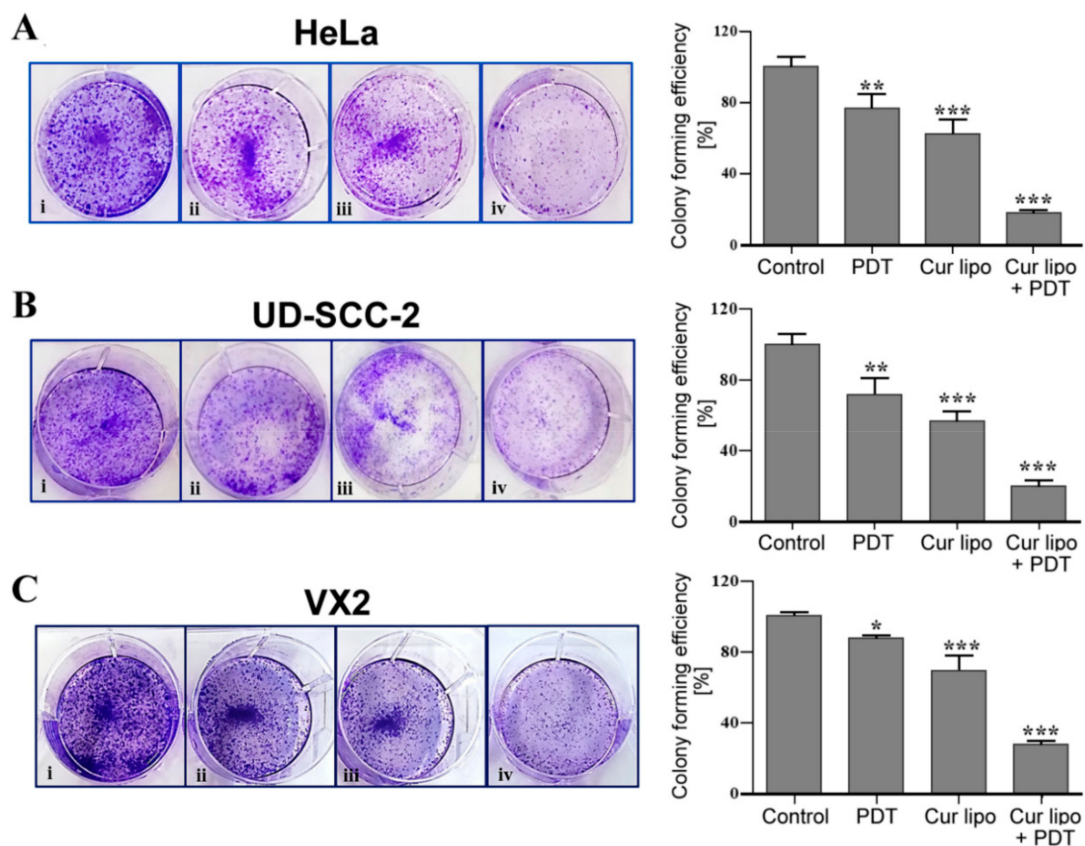 A
HeLa
i
ii
iii
iv
Colony forming efficiency
[%]
120
80
40
0
**
***
***
Control
PDT
Cur lipo
Cur lipo
+ PDT
B
UD-SCC-2
i
ii
iii
iv
Colony forming efficiency
[%]
120
80
40
0
**
***
***
Control
PDT
Cur lipo
Cur lipo
+ PDT
C
VX2
i
ii
iii
iv
Colony forming efficiency
[%]
120
80
40
0
*
***
***
Control
PDT
Cur lipo
Cur lipo
+ PDT